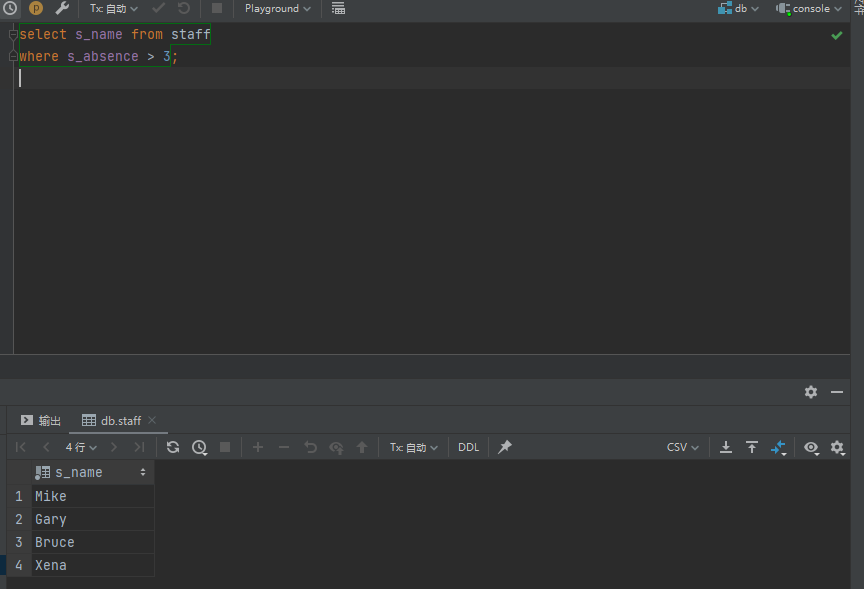 p Tx: 自动 Playground db console
select s_name from staff
where s_absence > 3;
输出 db.staff
4 行 Tx: 自动 DDL CSV
s_name
1 Mike
2 Gary
3 Bruce
4 Xena